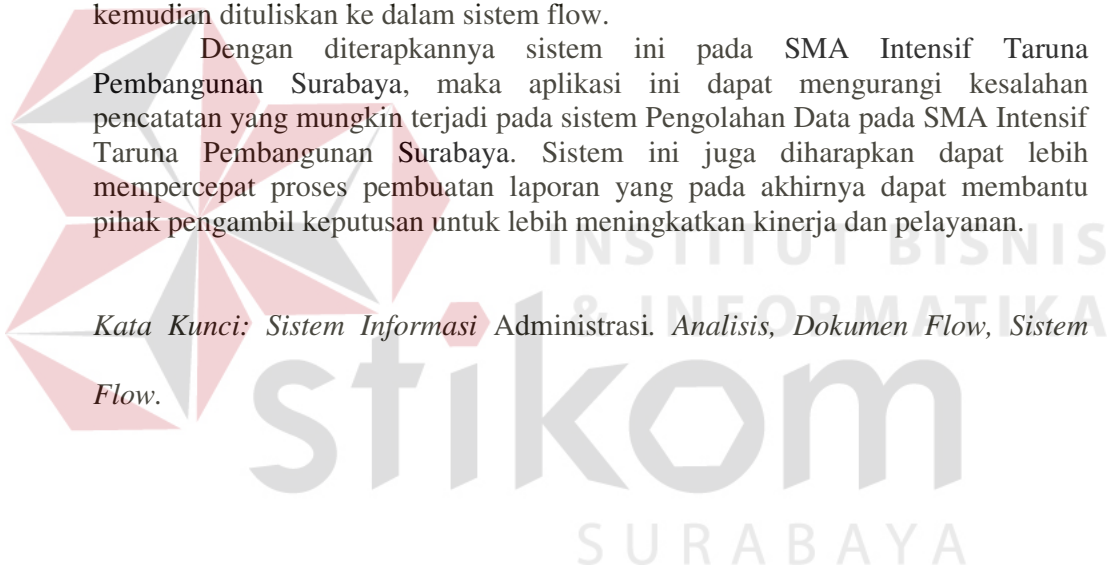 kemudian dituliskan ke dalam sistem flow.
Dengan diterapkannya sistem ini pada SMA Intensif Taruna
Pembangunan Surabaya, maka aplikasi ini dapat mengurangi kesalahan
pencatatan yang mungkin terjadi pada sistem Pengolahan Data pada SMA Intensif
Taruna Pembangunan Surabaya. Sistem ini juga diharapkan dapat lebih
mempercepat proses pembuatan laporan yang pada akhirnya dapat membantu
pihak pengambil keputusan untuk lebih meningkatkan kinerja dan pelayanan.
INSTITUT BISNIS
& INFORMATIKA
Kata Kunci: Sistem Informasi Administrasi. Analisis, Dokumen Flow, Sistem
Flow.
stikom
SURABAYA